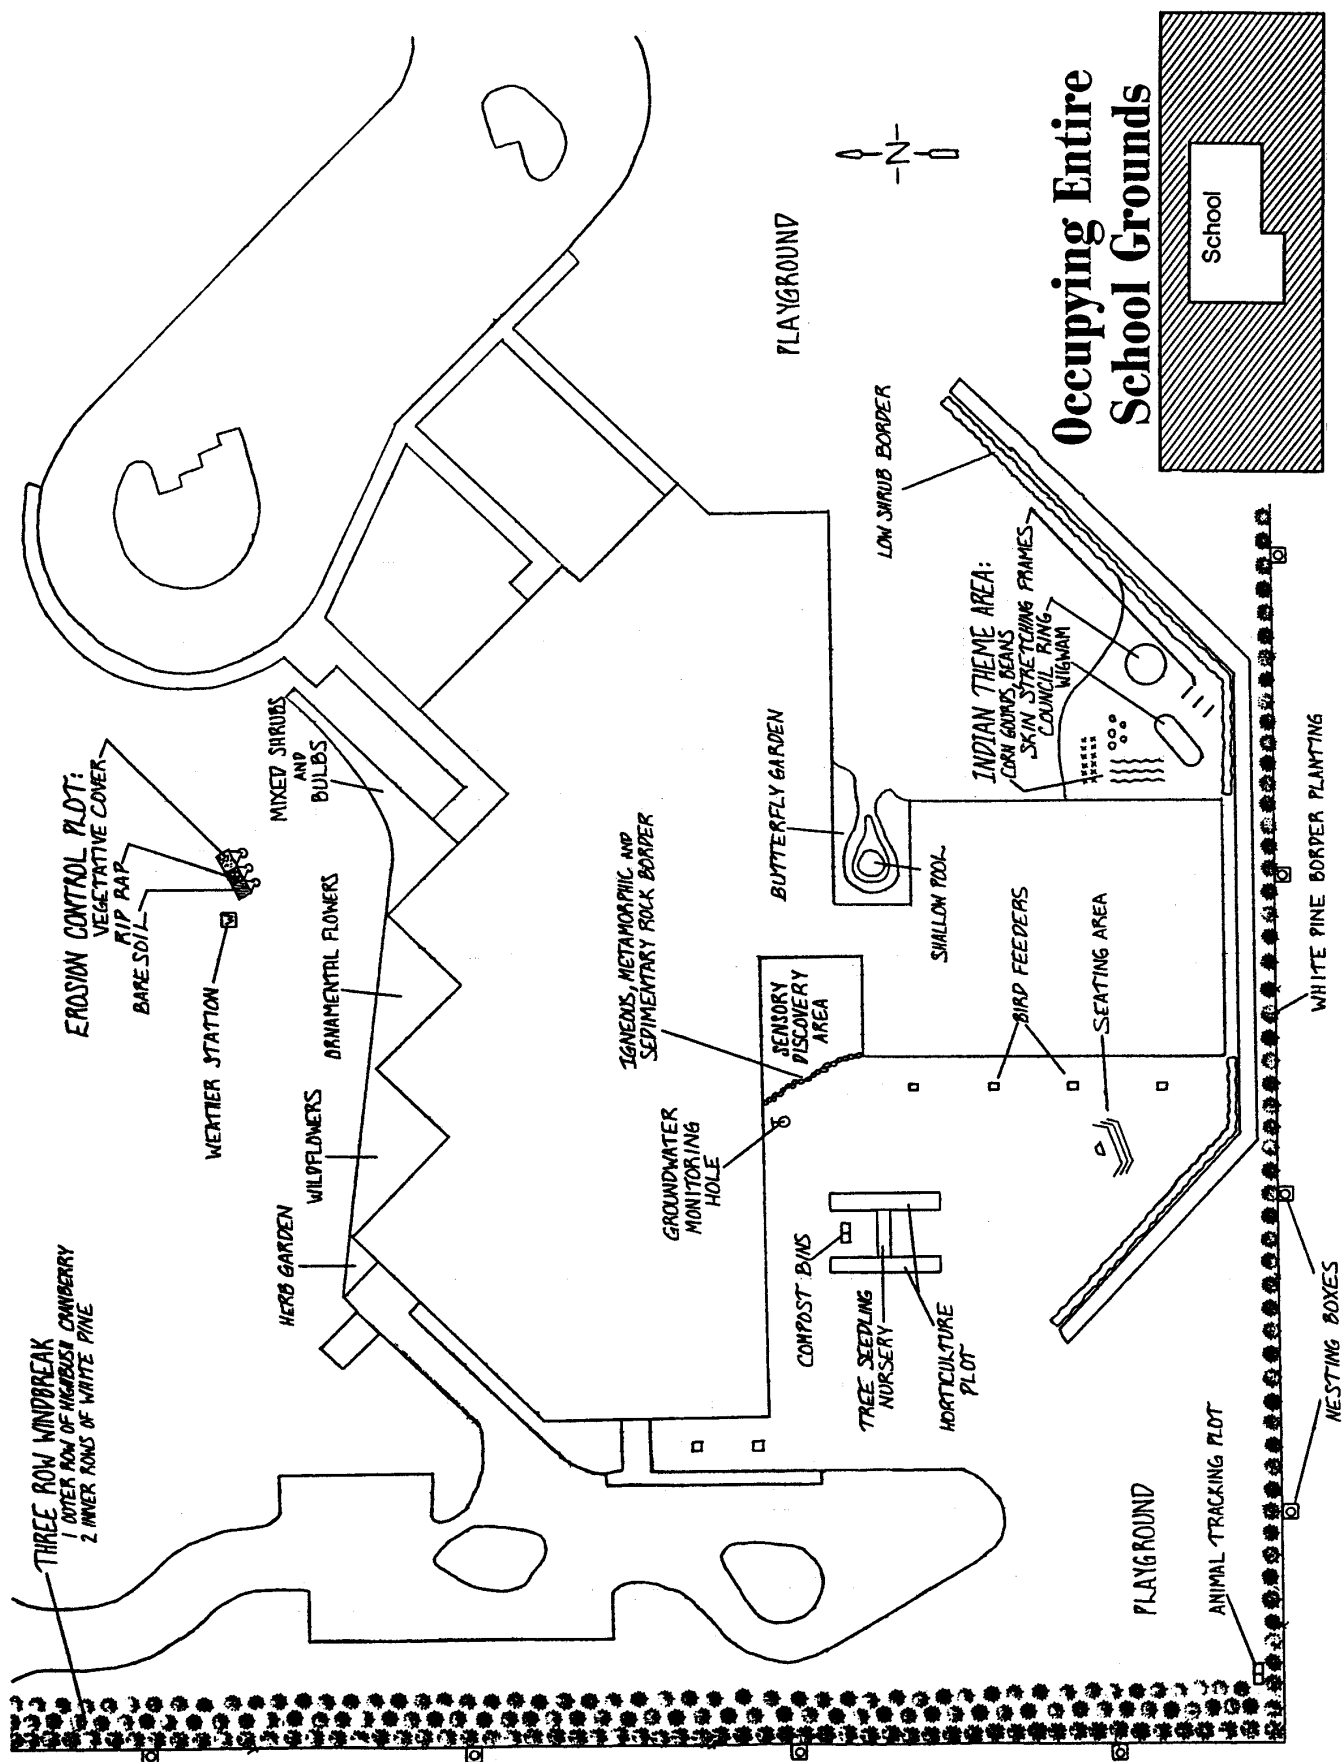 THREE ROW WINDBREAK
1 OUTER ROW OF HIGHBUSH CRANBERRY
2 INNER ROWS OF WHITE PINE
EROSION CONTROL PLOT:
VEGETATIVE COVER
RIP RAP
BARE SOIL
WEATHER STATION
HERB GARDEN
WILDFLOWERS
ORNAMENTAL FLOWERS
MIXED SHRUBS
AND
BULBS
IGNEOUS, METAMORPHIC AND
SEDIMENTARY ROCK BORDER
GROUNDWATER
MONITORING
HOLE
SENSORY
DISCOVERY
AREA
BUTTERFLY GARDEN
SHALLOW POOL
PLAYGROUND
N
LOW SHRUB BORDER
COMPOST BINS
TREE SEEDLING
NURSERY
HORTICULTURE
PLOT
BIRD FEEDERS
SEATING AREA
INDIAN THEME AREA:
CORN GOURDS, BEANS
SKIN STRETCHING FRAMES
COUNCIL RING
WIGWAM
PLAYGROUND
ANIMAL TRACKING PLOT
NESTING BOXES
WHITE PINE BORDER PLANTING
Occupying Entire
School Grounds
School